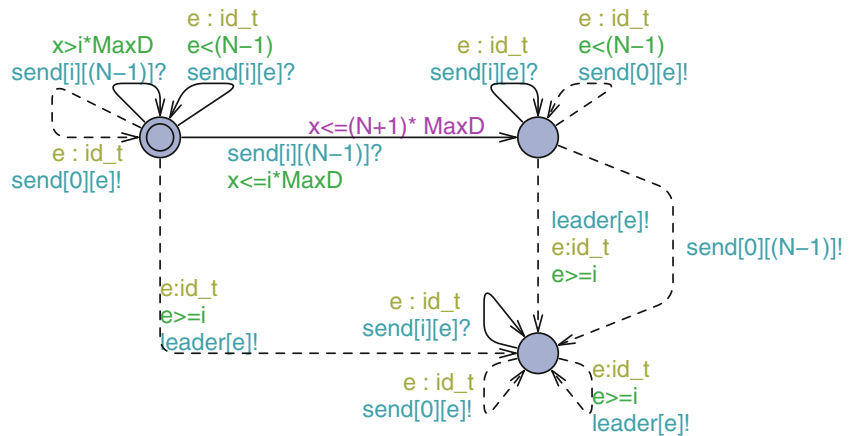 e : id_t
x>i*MaxD
e<(N−1)
send[i][(N−1)]?
send[i][e]?
e : id_t
send[0][e]!
x<=(N+1)* MaxD
send[i][(N−1)]?
x<=i*MaxD
e : id_t
send[i][e]?
e : id_t
e<(N−1)
send[0][e]!
leader[e]!
e:id_t
e>=i
send[0][(N−1)]!
e:id_t
e>=i
leader[e]!
e : id_t
send[i][e]?
e : id_t
send[0][e]!
e:id_t
e>=i
leader[e]!